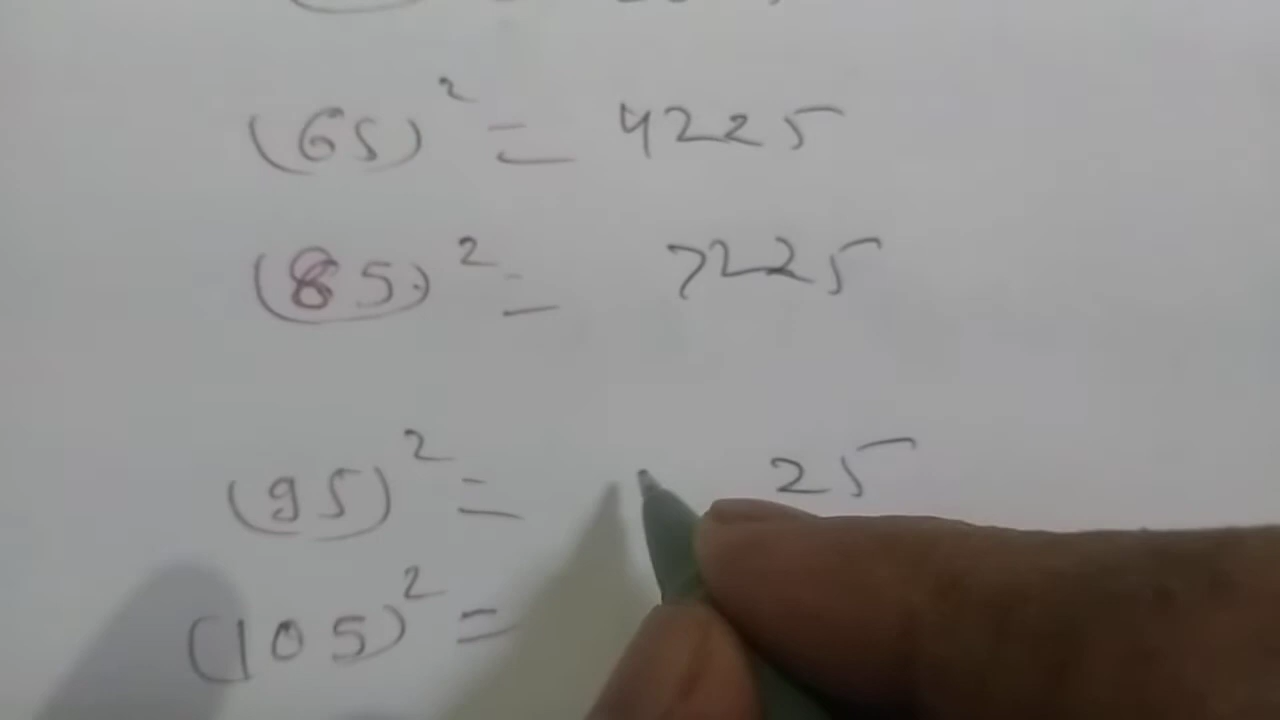 (65)² = 4225
(85)² = 7225
(95)² = 25
(105)² =